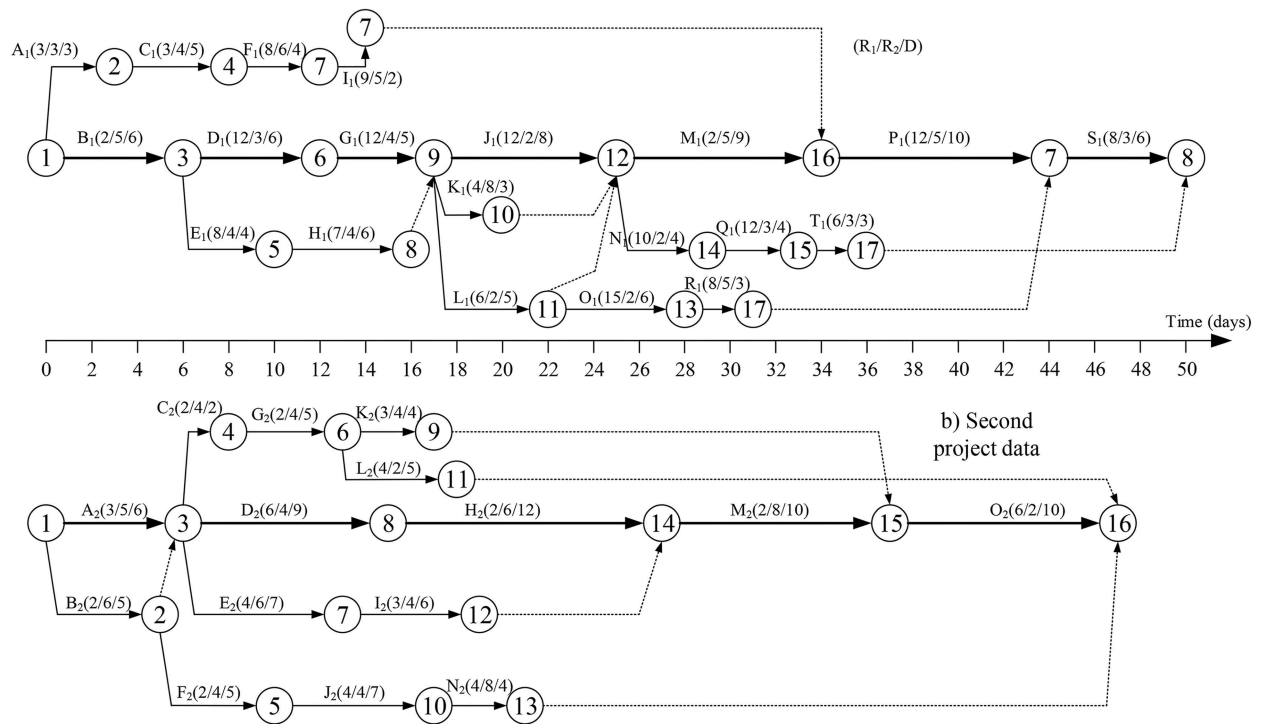 7
A₁(3/3/3)
C₁(3/4/5)
F₁(8/6/4)
(R₁/R₂/D)
2
4
7
I₁(9/5/2)
B₁(2/5/6)
D₁(12/3/6)
G₁(12/4/5)
J₁(12/2/8)
M₁(2/5/9)
P₁(12/5/10)
S₁(8/3/6)
1
3
6
9
12
16
7
8
K₁(4/8/3)
10
E₁(8/4/4)
H₁(7/4/6)
N₁(10/2/4)
Q₁(12/3/4)
T₁(6/3/3)
5
8
14
15
17
L₁(6/2/5)
O₁(15/2/6)
R₁(8/5/3)
11
13
17
Time (days)
0 2 4 6 8 10 12 14 16 18 20 22 24 26 28 30 32 34 36 38 40 42 44 46 48 50
C₂(2/4/2)
G₂(2/4/5)
K₂(3/4/4)
b) Second
project data
4
6
9
L₂(4/2/5)
11
A₂(3/5/6)
D₂(6/4/9)
H₂(2/6/12)
M₂(2/8/10)
O₂(6/2/10)
1
3
8
14
15
16
B₂(2/6/5)
E₂(4/6/7)
I₂(3/4/6)
2
7
12
F₂(2/4/5)
J₂(4/4/7)
N₂(4/8/4)
5
10
13